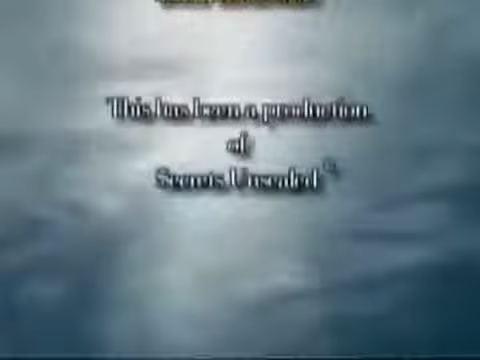 This has been a production
of
Secrets Unsealed